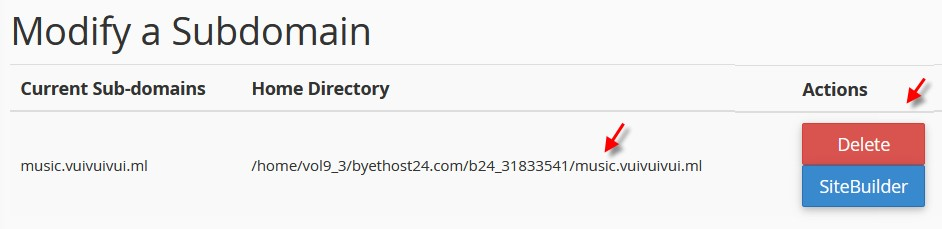 Modify a Subdomain
Current Sub-domains Home Directory Actions
music.vuivuivui.ml /home/vol9_3/byethost24.com/b24_31833541/music.vuivuivui.ml Delete
SiteBuilder